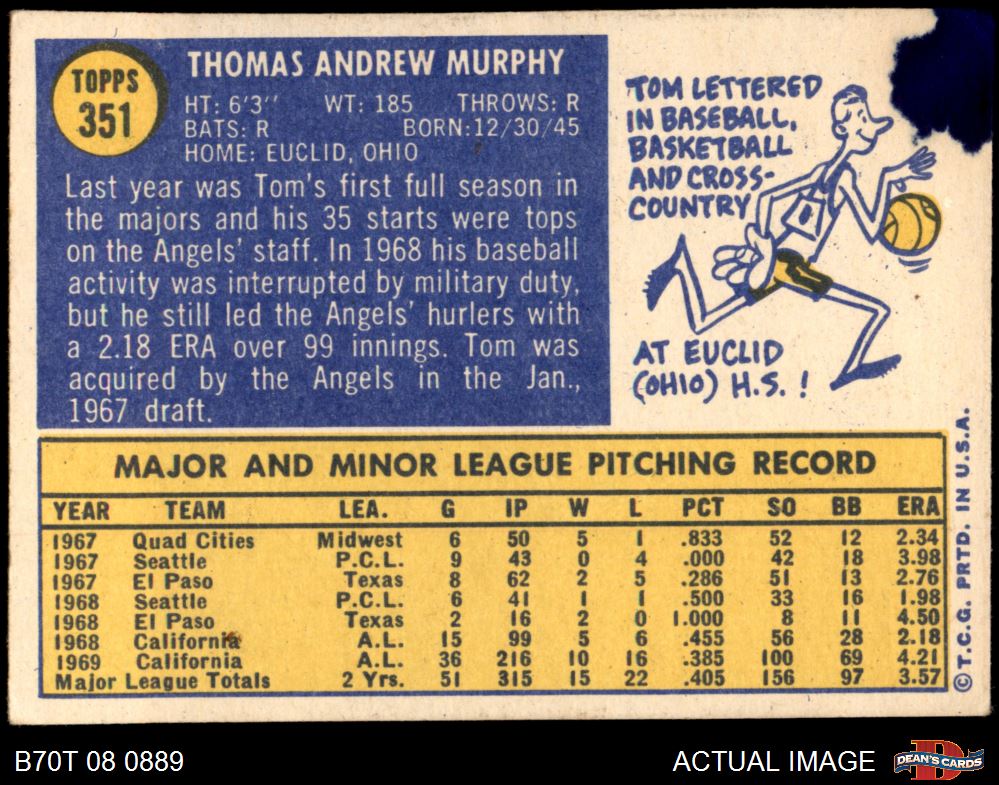 TOPPS
351
THOMAS ANDREW MURPHY
HT: 6'3" WT: 185 THROWS: R
BATS: R BORN:12/30/45
HOME: EUCLID, OHIO
Last year was Tom's first full season in
the majors and his 35 starts were tops
on the Angels' staff. In 1968 his baseball
activity was interrupted by military duty,
but he still led the Angels' hurlers with
a 2.18 ERA over 99 innings. Tom was
acquired by the Angels in the Jan.,
1967 draft.
TOM LETTERED
IN BASEBALL,
BASKETBALL
AND CROSS-
COUNTRY
AT EUCLID
(OHIO) H.S. !
MAJOR AND MINOR LEAGUE PITCHING RECORD
YEAR TEAM LEA. G IP W L PCT SO BB ERA
1967 Quad Cities Midwest 6 50 5 1 .833 52 12 2.34
1967 Seattle P.C.L. 9 43 0 4 .000 42 18 3.98
1967 El Paso Texas 8 62 2 5 .286 51 13 2.76
1968 Seattle P.C.L. 6 41 1 1 .500 33 16 1.98
1968 El Paso Texas 2 16 2 0 1.000 8 11 4.50
1968 California A.L. 15 99 5 6 .455 56 28 2.18
1969 California A.L. 36 216 10 16 .385 100 69 4.21
Major League Totals 2 Yrs. 51 315 15 22 .405 156 97 3.57
© T.C.G. PRTD. IN U.S.A.
B70T 08 0889
ACTUAL IMAGE
DEAN'S CARDS